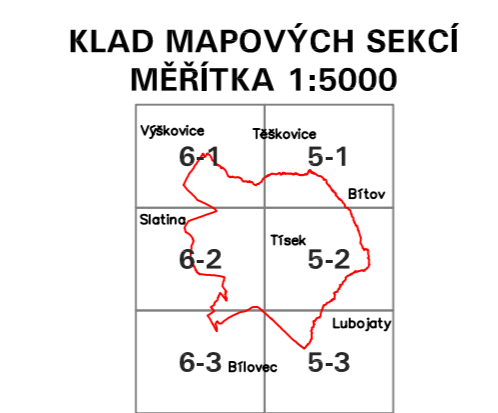 KLAD MAPOVÝCH SEKCÍ
MĚŘÍTKA 1:5000
Výškovice
Těškovice
6-1
5-1
Bítov
Slatina
Tísek
6-2
5-2
Lubojaty
6-3
Bílovec
5-3